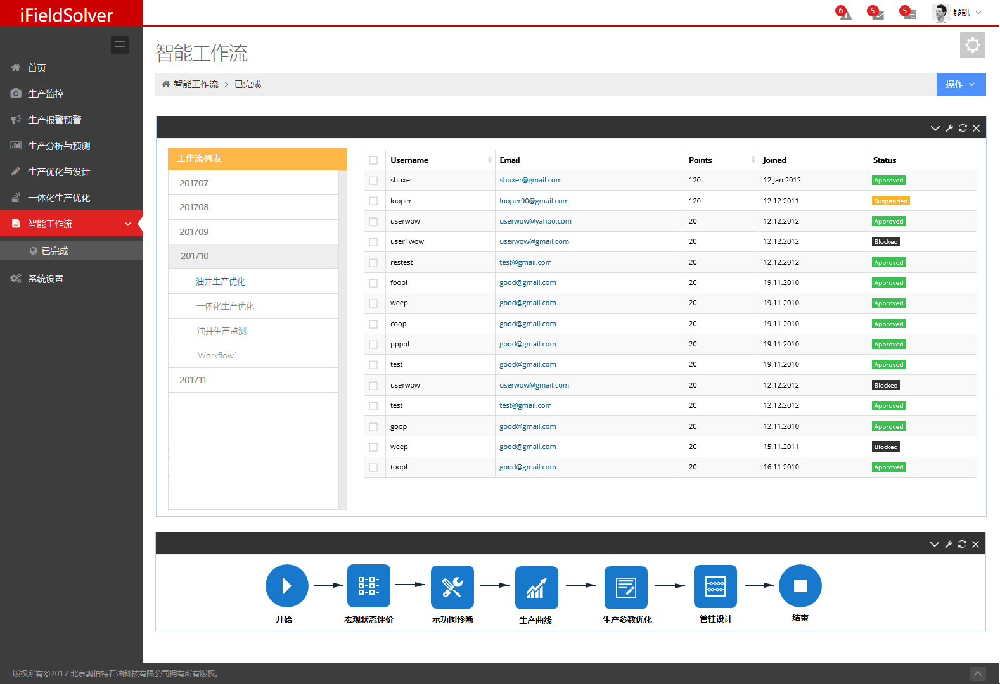 iFieldSolver
6
5
5
钱凯
首页
生产监控
生产报警预警
生产分析与预测
生产优化与设计
一体化生产优化
智能工作流
已完成
系统设置
智能工作流
智能工作流 > 已完成
操作
工作流列表
201707
201708
201709
201710
油井生产优化
一体化生产优化
油井生产监测
Workflow1
201711
Username Email Points Joined Status
shuxer shuxer@gmail.com 120 12 Jan 2012 Approved
looper looper90@gmail.com 120 12.12.2011 Suspended
userwow userwow@yahoo.com 20 12.12.2012 Approved
user1wow userwow@gmail.com 20 12.12.2012 Blocked
restest test@gmail.com 20 12.12.2012 Approved
foopl good@gmail.com 20 19.11.2010 Approved
weep good@gmail.com 20 19.11.2010 Approved
coop good@gmail.com 20 19.11.2010 Approved
pppol good@gmail.com 20 19.11.2010 Approved
test good@gmail.com 20 19.11.2010 Approved
userwow userwow@gmail.com 20 12.12.2012 Blocked
test test@gmail.com 20 12.12.2012 Approved
goop good@gmail.com 20 12.11.2010 Approved
weep good@gmail.com 20 15.11.2011 Blocked
toopl good@gmail.com 20 16.11.2010 Approved
开始 宏观状态评价 示功图诊断 生产曲线 生产参数优化 管柱设计 结束
版权所有©2017 北京奥伯特石油科技有限公司拥有所有版权。